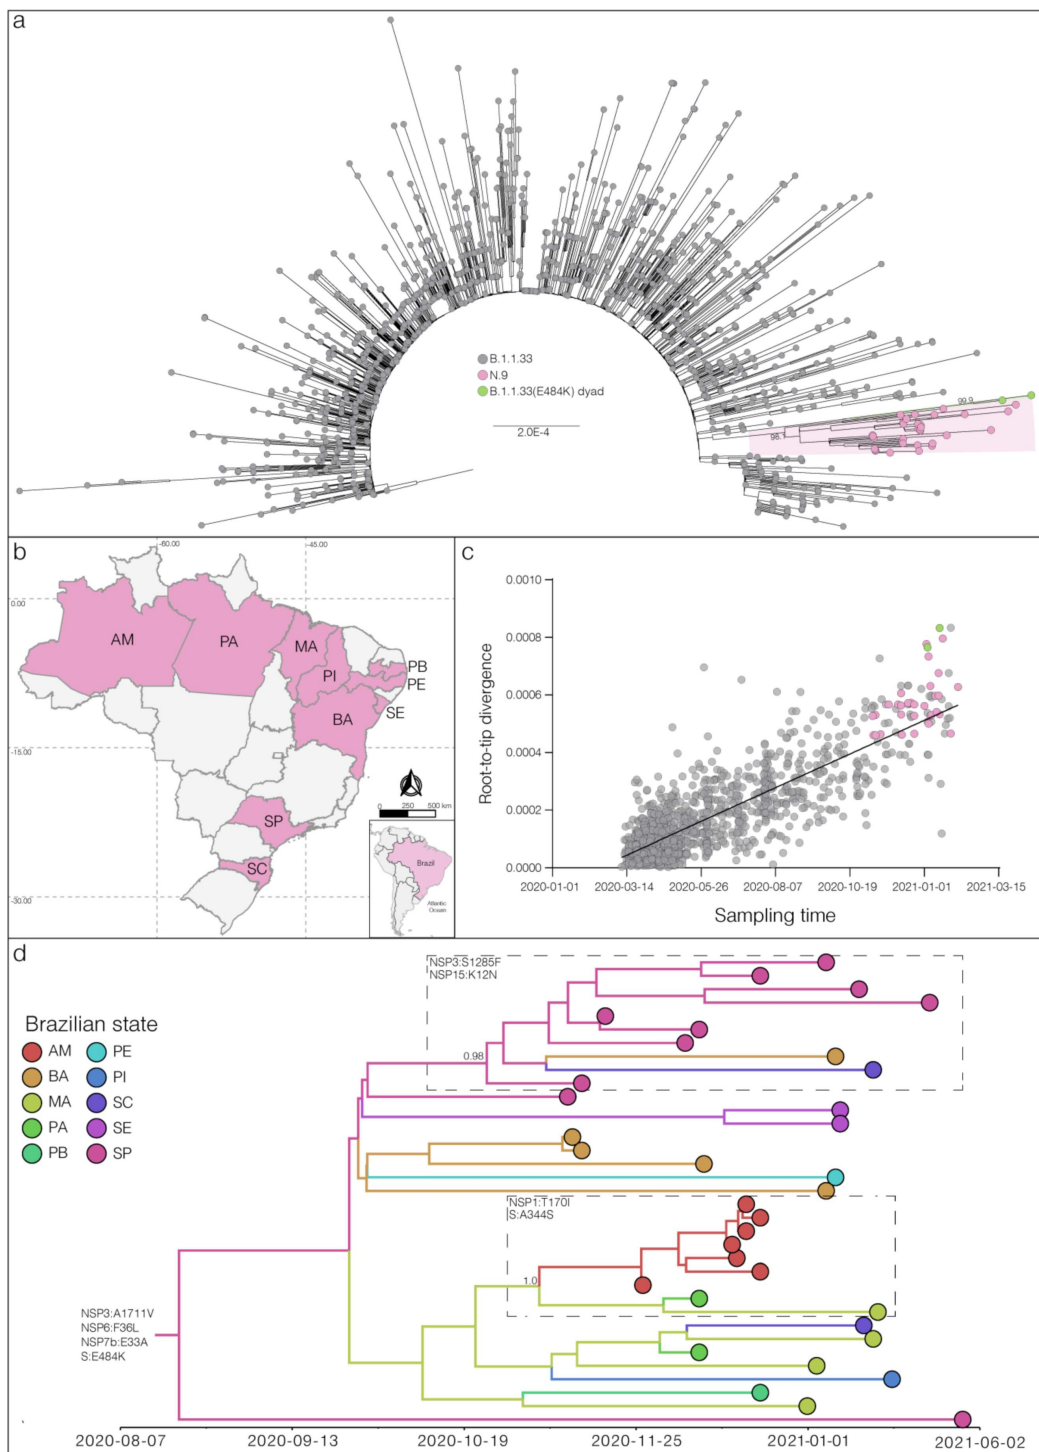 a
B.1.1.33
N.9
B.1.1.33(E484K) dyad
2.0E-4
99.9
b
-60.00
-45.00
0.00
-15.00
-30.00
AM
PA
MA
PI
PB
PE
SE
BA
SP
SC
0 250 500 km
Brazil
Atlantic
Ocean
c
Root-to-tip divergence
0.0010
0.0008
0.0006
0.0004
0.0002
0.0000
2020-01-01 2020-03-14 2020-05-26 2020-08-07 2020-10-19 2021-01-01 2021-03-15
Sampling time
d
Brazilian state
AM PE
BA PI
MA SC
PA SE
PB SP
NSP3:S1285F
NSP15:K12N
0.98
NSP1:T170I
S:A344S
1.0
NSP3:A1711V
NSP6:F36L
NSP7b:E33A
S:E484K
2020-08-07 2020-09-13 2020-10-19 2020-11-25 2021-01-01 2021-06-02